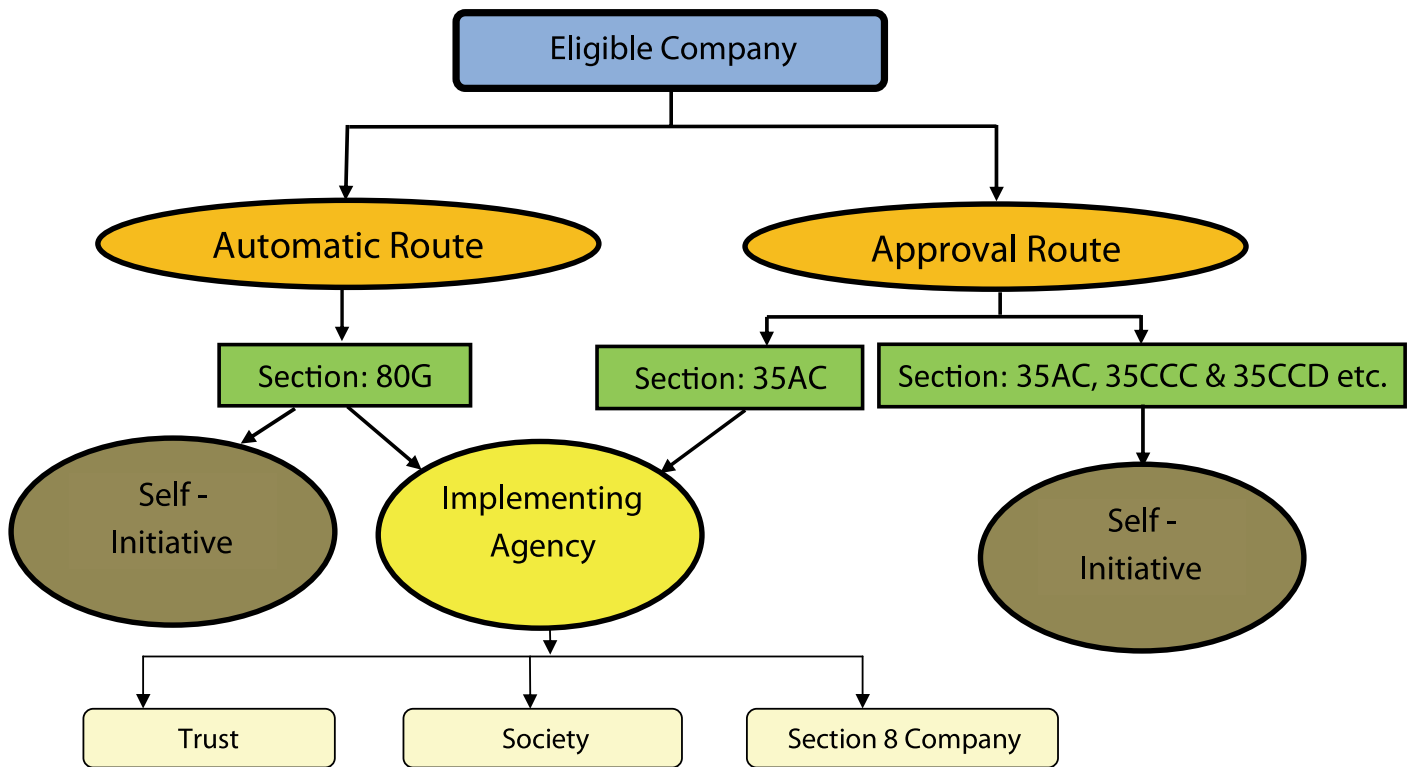 Eligible Company
Automatic Route
Approval Route
Section: 80G
Section: 35AC
Section: 35AC, 35CCC & 35CCD etc.
Self -
Initiative
Implementing
Agency
Self -
Initiative
Trust
Society
Section 8 Company